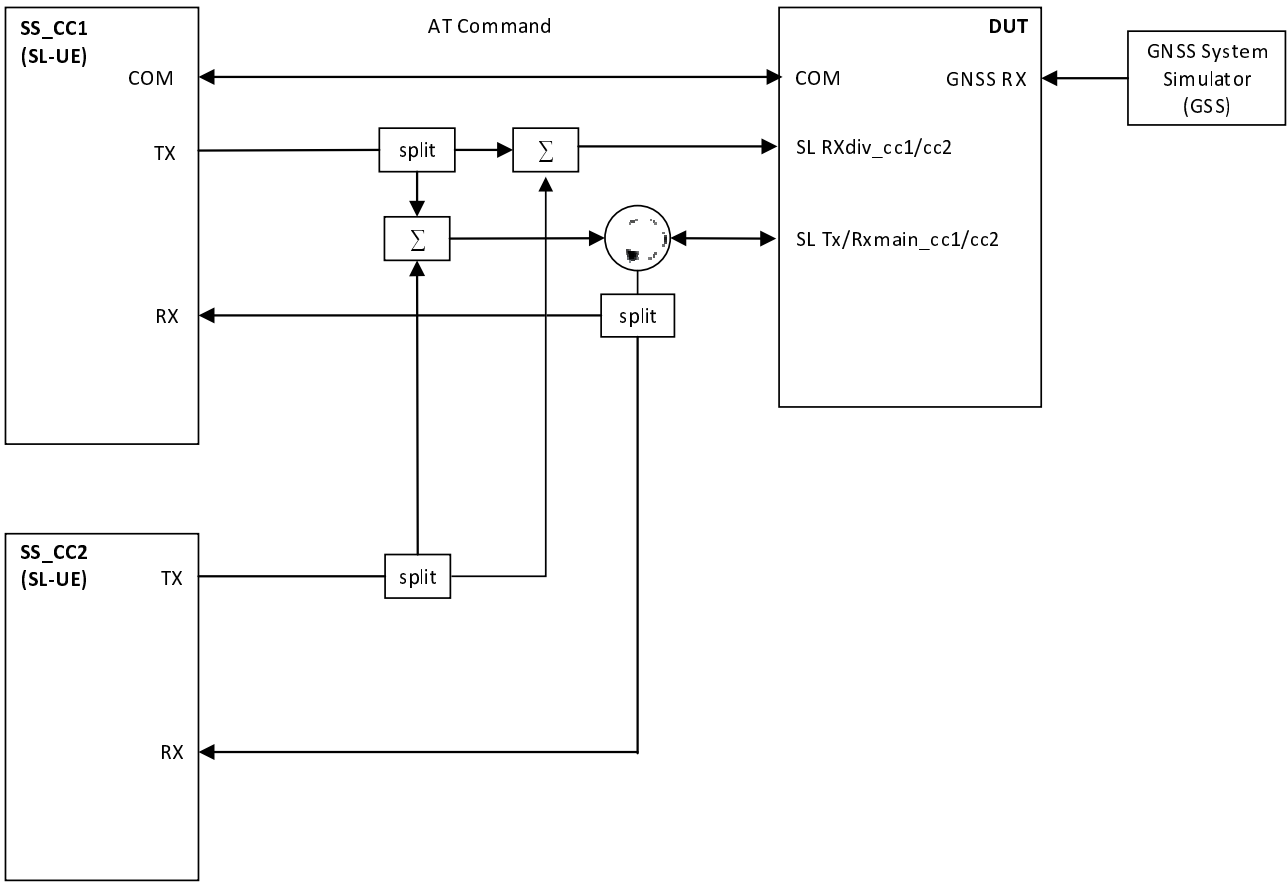 SS_CC1
(SL-UE)
AT Command
DUT
COM
COM
GNSS RX
GNSS System
Simulator
(GSS)
TX
split
∑
SL RXdiv_cc1/cc2
∑
SL Tx/Rxmain_cc1/cc2
RX
split
SS_CC2
(SL-UE)
TX
split
RX